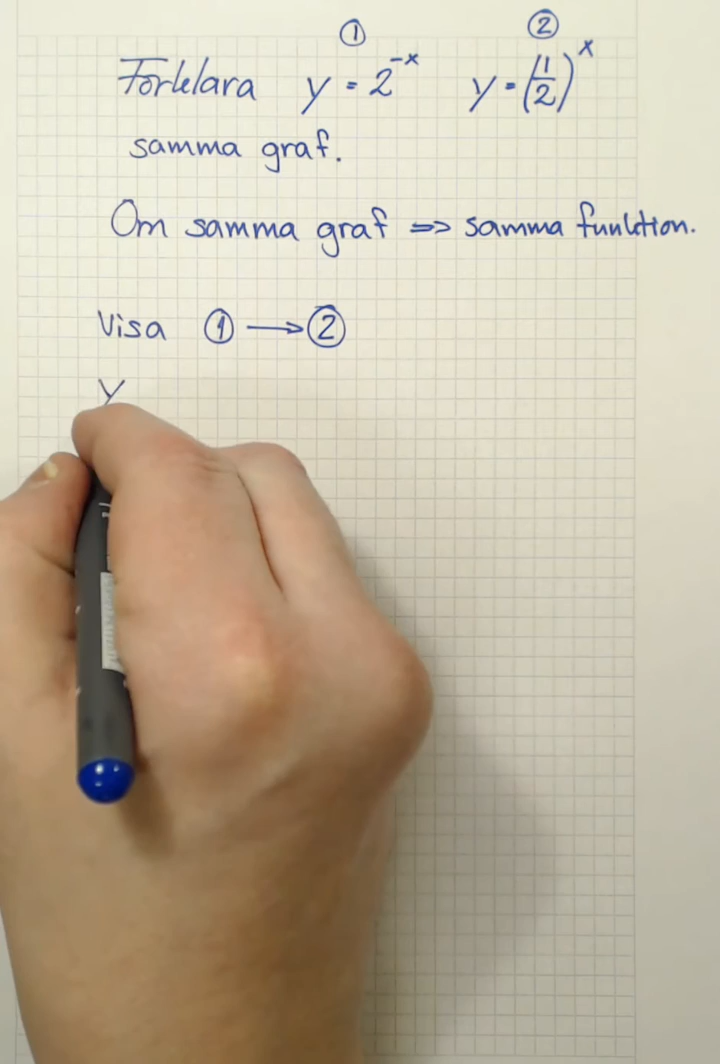 ① ②
Förklara y = 2^-x y = (1/2)^x
samma graf.
Om samma graf => samma funktion.
Visa ① → ②
y